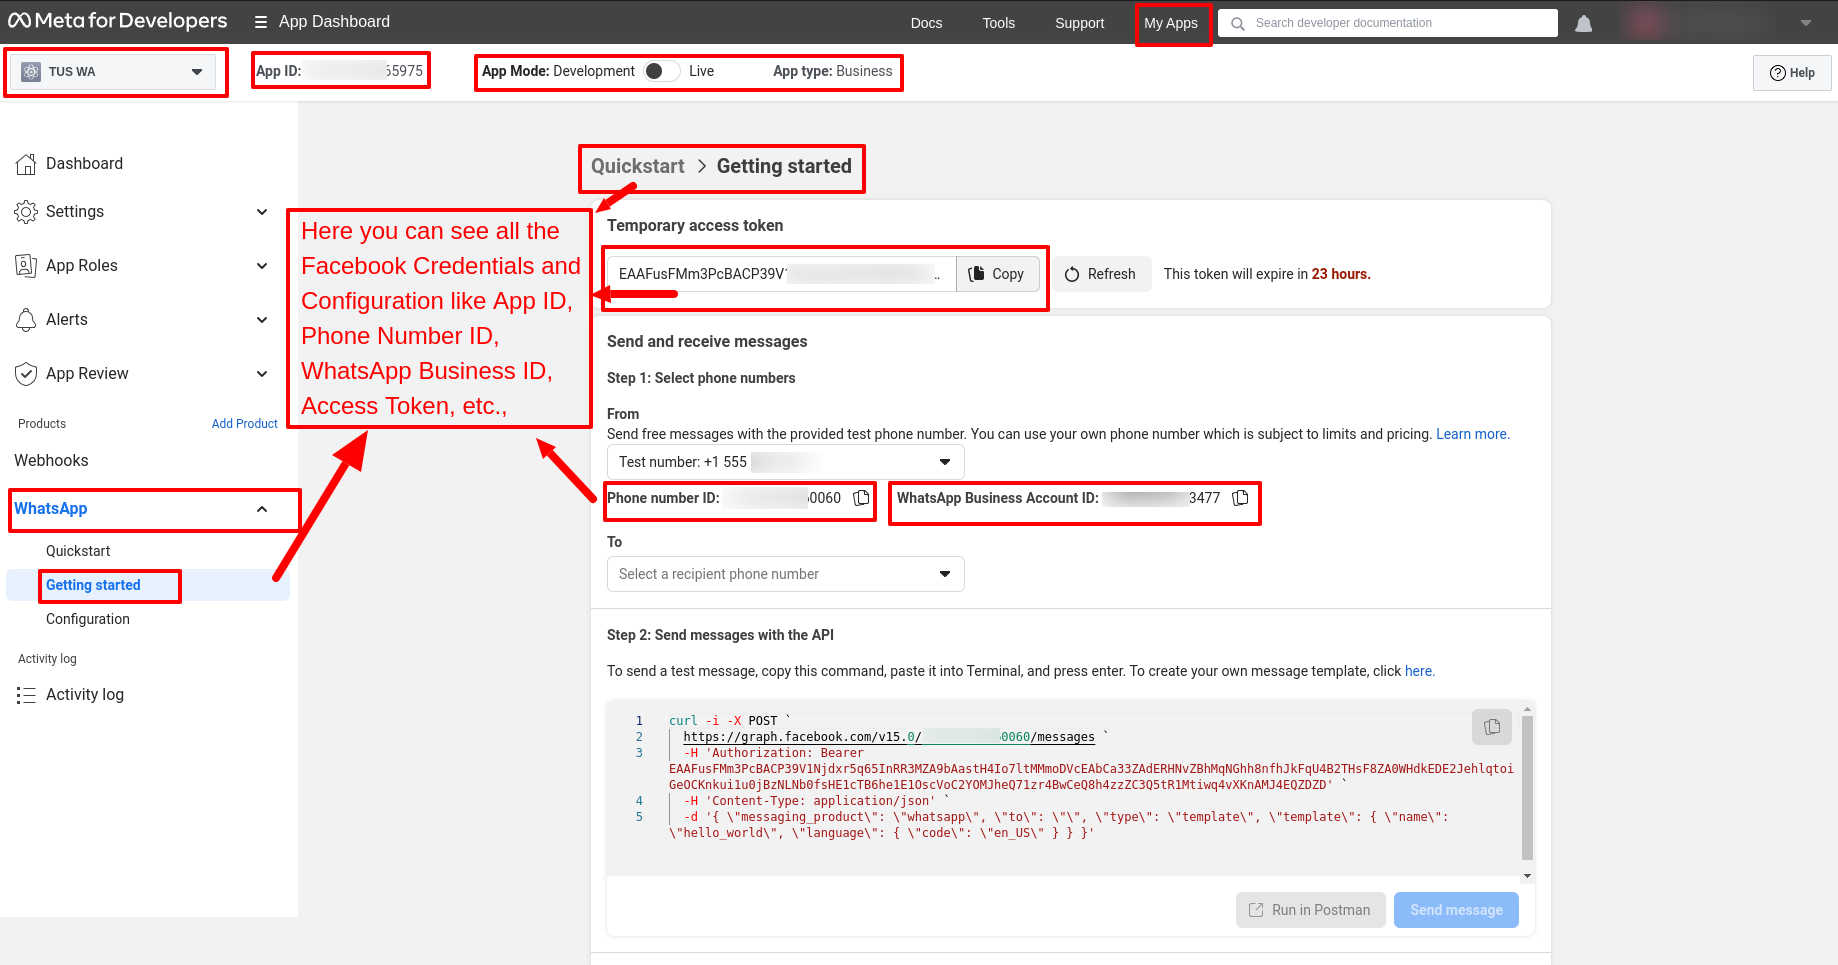 Meta for Developers
App Dashboard
Docs
Tools
Support
My Apps
Search developer documentation
TUS WA
App ID: 65975
App Mode: Development Live
App type: Business
Help
Dashboard
Settings
App Roles
Alerts
App Review
Products
Add Product
Webhooks
WhatsApp
Quickstart
Getting started
Configuration
Activity log
Activity log
Here you can see all the
Facebook Credentials and
Configuration like App ID,
Phone Number ID,
WhatsApp Business ID,
Access Token, etc.,
Quickstart > Getting started
Temporary access token
EAAFusFMm3PcBACP39V ..
Copy
Refresh
This token will expire in 23 hours.
Send and receive messages
Step 1: Select phone numbers
From
Send free messages with the provided test phone number. You can use your own phone number which is subject to limits and pricing. Learn more.
Test number: +1 555
Phone number ID: 0060
WhatsApp Business Account ID: 3477
To
Select a recipient phone number
Step 2: Send messages with the API
To send a test message, copy this command, paste it into Terminal, and press enter. To create your own message template, click here.
1 curl -i -X POST `
2 https://graph.facebook.com/v15.0/ 0060/messages `
3 -H 'Authorization: Bearer
EAAFusFMm3PcBACP39V1Njdxr5q65InRR3MZA9bAastH4Io7ltMMmoDVcEAbCa33ZAdERHNvZBhMqNGhh8nfhJkFqU4B2THsF8ZA0WHdkEDE2Jehlqtoi
GeOCKnkui1u0jBzNLNb0fsHE1cTB6he1E1OscVoC2YOMJheQ71zr4BwCeQ8h4zzZC3Q5tR1Mtiwq4vXKnAMJ4EQZDZD' `
4 -H 'Content-Type: application/json' `
5 -d '{ \"messaging_product\": \"whatsapp\", \"to\": \"\", \"type\": \"template\", \"template\": { \"name\":
\"hello_world\", \"language\": { \"code\": \"en_US\" } } }'
Run in Postman
Send message